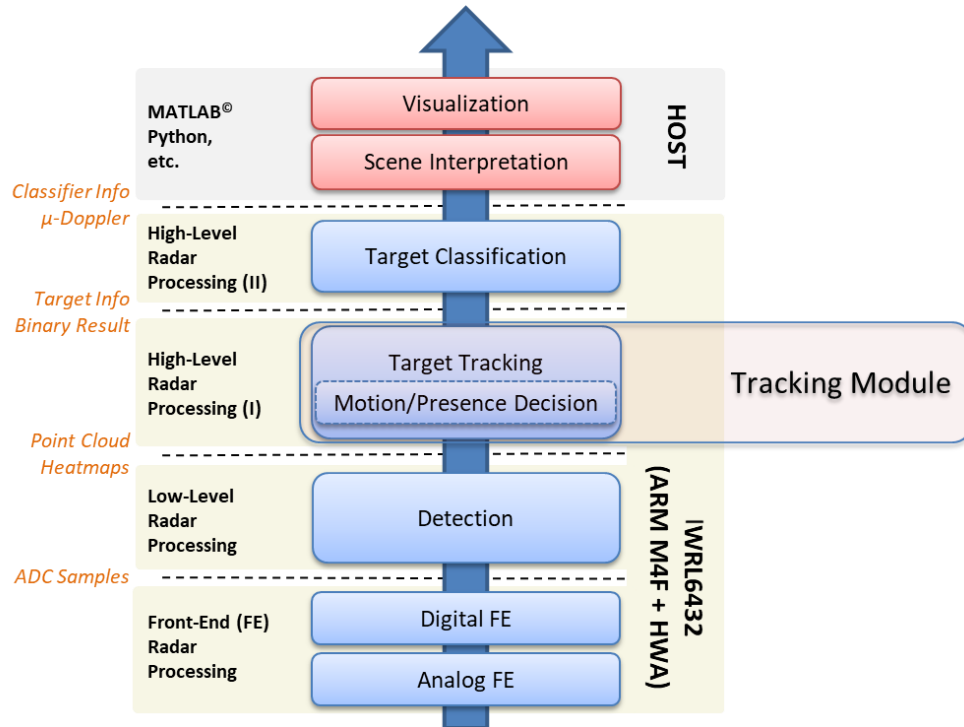 MATLAB©
Python,
etc.
Visualization
Scene Interpretation
HOST
Classifier Info
µ-Doppler
High-Level
Radar
Processing (II)
Target Classification
Target Info
Binary Result
High-Level
Radar
Processing (I)
Target Tracking
Motion/Presence Decision
Tracking Module
Point Cloud
Heatmaps
Low-Level
Radar
Processing
Detection
IWRL6432
(ARM M4F + HWA)
ADC Samples
Front-End (FE)
Radar
Processing
Digital FE
Analog FE